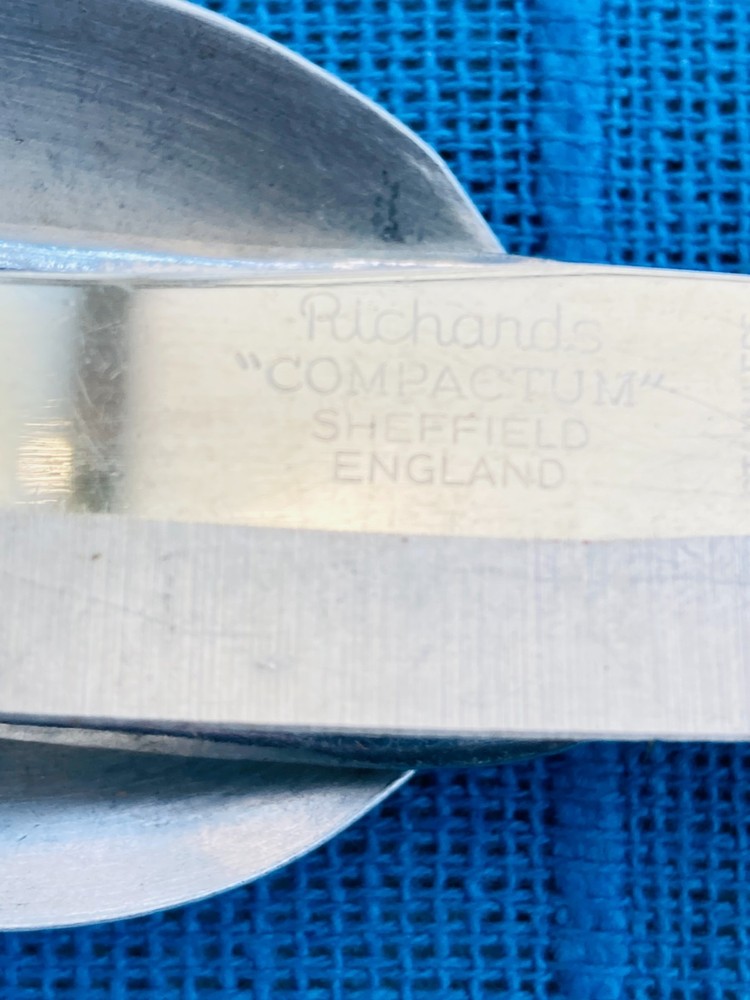 Richards
"COMPACTUM"
SHEFFIELD
ENGLAND